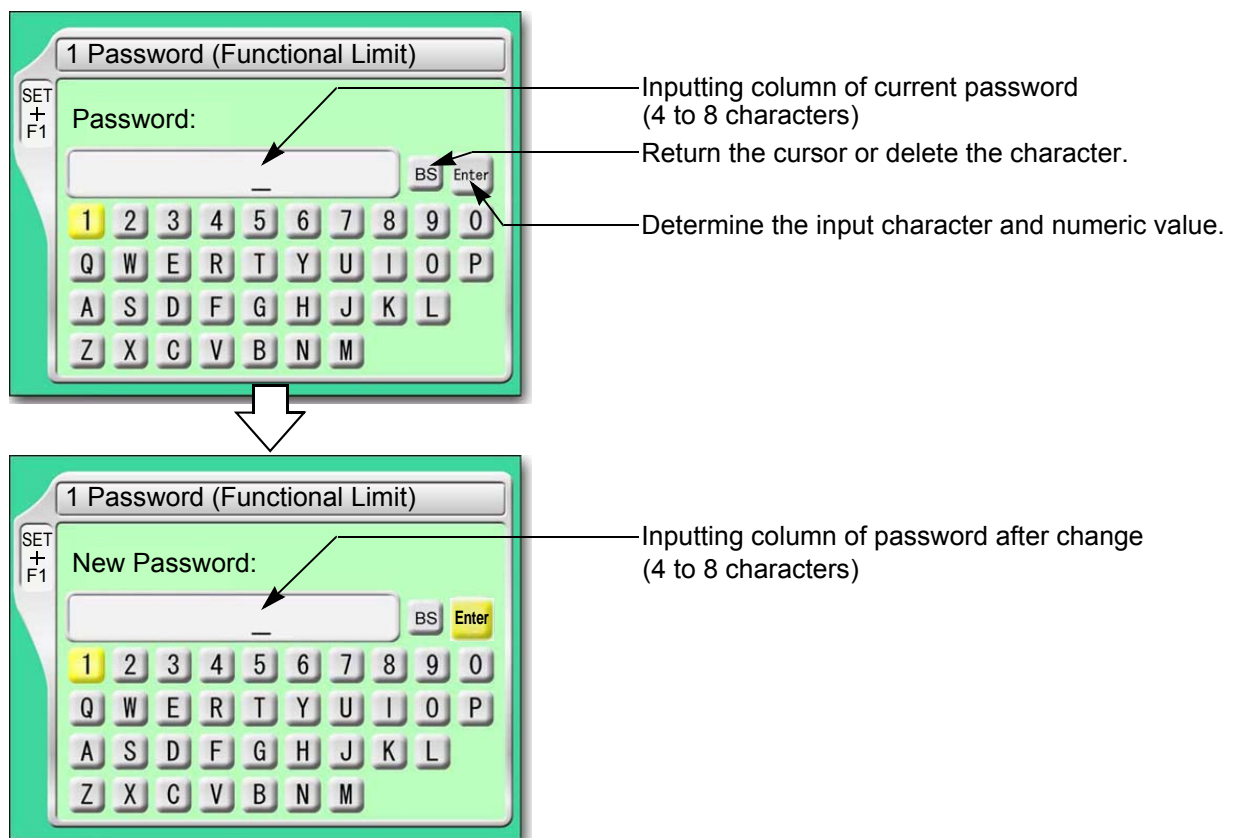 1 Password (Functional Limit)
SET
+
F1
Password:
_
BS Enter
1 2 3 4 5 6 7 8 9 0
Q W E R T Y U I O P
A S D F G H J K L
Z X C V B N M
Inputting column of current password
(4 to 8 characters)
Return the cursor or delete the character.
Determine the input character and numeric value.
1 Password (Functional Limit)
SET
+
F1
New Password:
_
BS Enter
1 2 3 4 5 6 7 8 9 0
Q W E R T Y U I O P
A S D F G H J K L
Z X C V B N M
Inputting column of password after change
(4 to 8 characters)